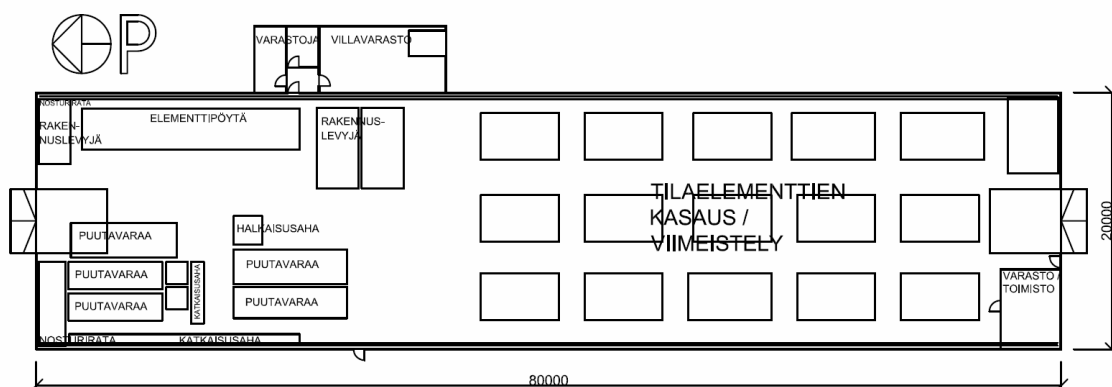 P
VARASTOJA
VILLAVARASTO
NOSTURIRATA
RAKEN-
NUSLEVYJÄ
ELEMENTTIPÖYTÄ
RAKENNUS-
LEVYJÄ
TILAELEMENTTIEN
KASAUS /
VIIMEISTELY
20000
HALKAISUSAHA
PUUTAVARAA
PUUTAVARAA
PUUTAVARAA
KATKAISUSAHA
PUUTAVARAA
PUUTAVARAA
VARASTO /
TOIMISTO
NOSTURIRATA
KATKAISUSAHA
80000